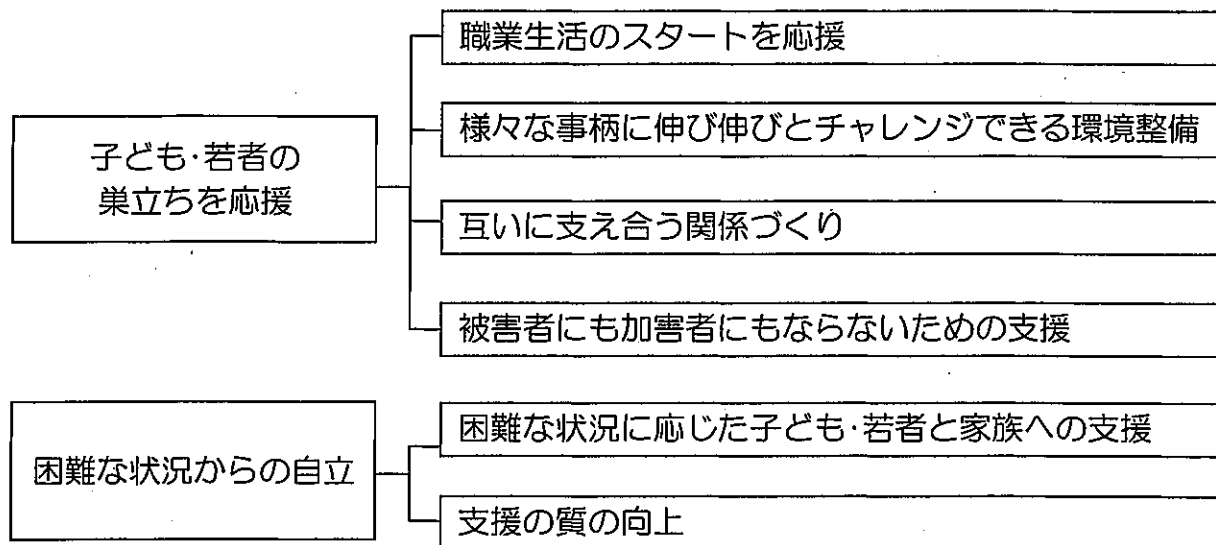 子ども・若者の
巣立ちを応援
職業生活のスタートを応援
様々な事柄に伸び伸びとチャレンジできる環境整備
互いに支え合う関係づくり
被害者にも加害者にもならないための支援
困難な状況からの自立
困難な状況に応じた子ども・若者と家族への支援
支援の質の向上